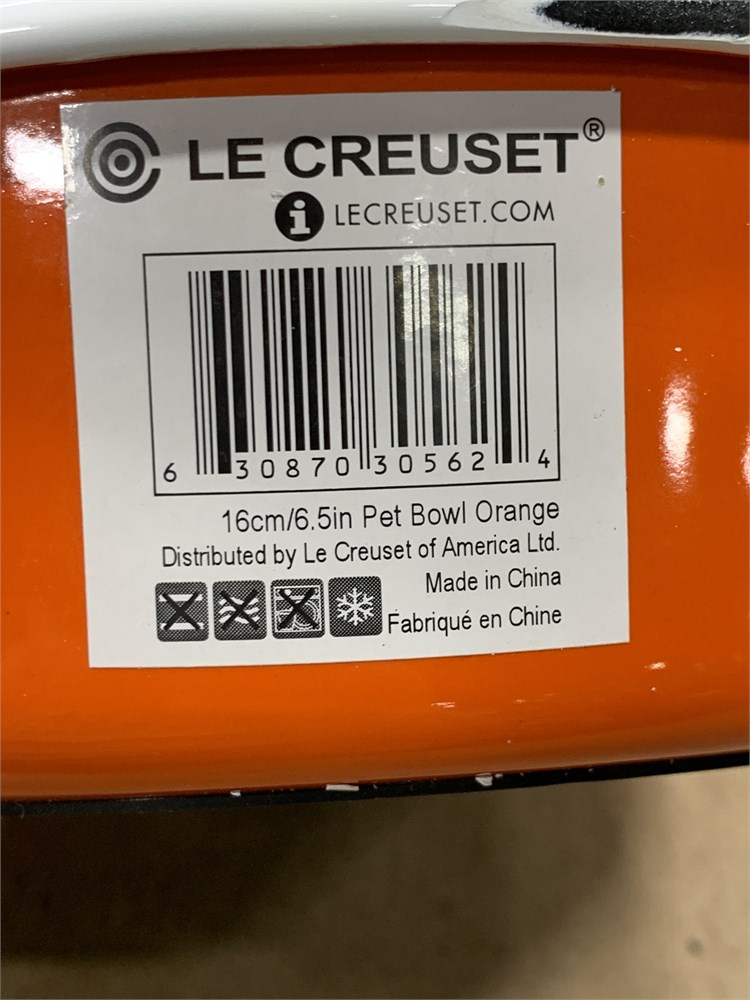 LE CREUSET®
i LECREUSET.COM
6 30870 30562 4
16cm/6.5in Pet Bowl Orange
Distributed by Le Creuset of America Ltd.
Made in China
Fabriqué en Chine